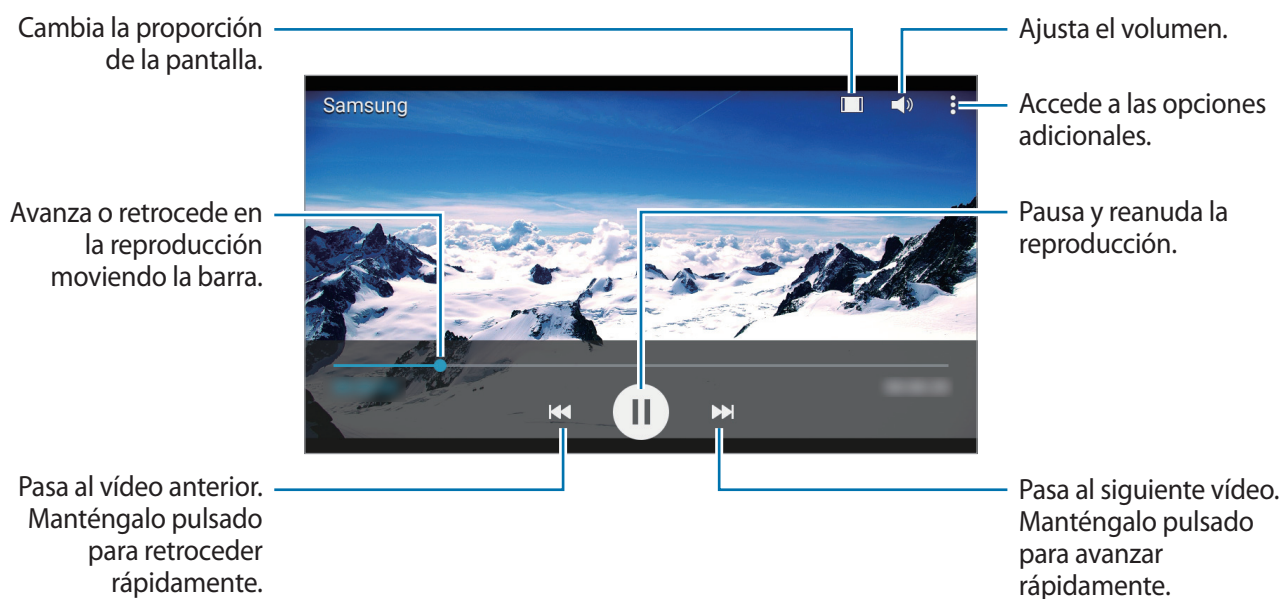 Cambia la proporción
de la pantalla.
Ajusta el volumen.
Samsung
Accede a las opciones
adicionales.
Avanza o retrocede en
la reproducción
moviendo la barra.
Pausa y reanuda la
reproducción.
Pasa al vídeo anterior.
Manténgalo pulsado
para retroceder
rápidamente.
Pasa al siguiente vídeo.
Manténgalo pulsado
para avanzar
rápidamente.